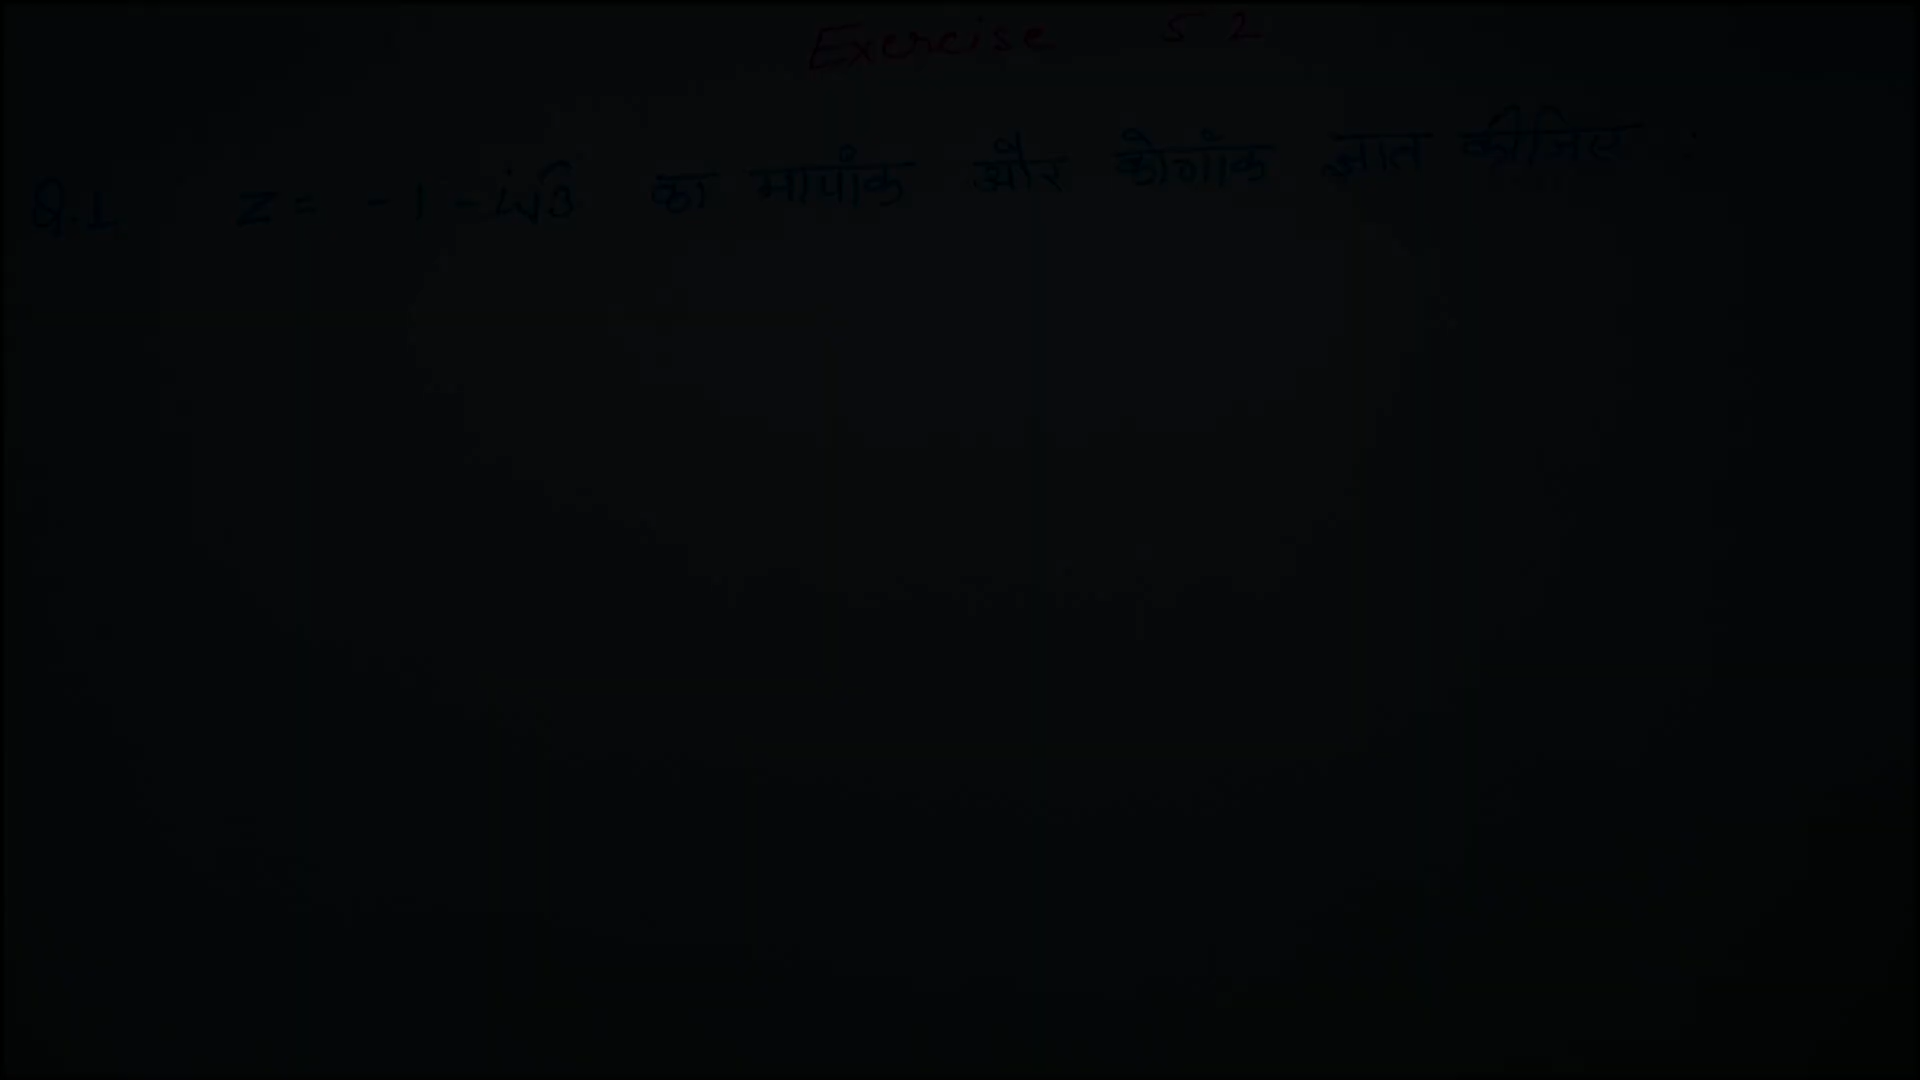 Exercise 5 2
Q.1 z = -1 - i√3 का मापांक और कोणांक ज्ञात कीजिए :